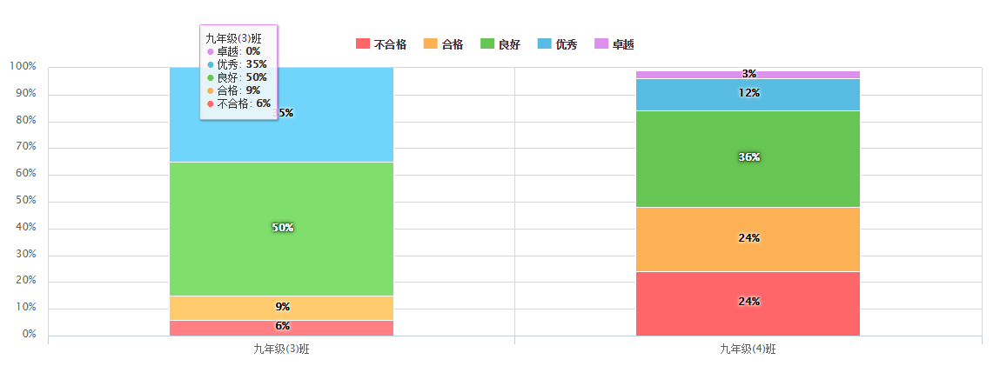 九年级(3)班
卓越: 0%
优秀: 35%
良好: 50%
合格: 9%
不合格: 6%
不合格 合格 良好 优秀 卓越
100%
90%
80%
70%
60%
50%
40%
30%
20%
10%
0%
35%
50%
9%
6%
3%
12%
36%
24%
24%
九年级(3)班
九年级(4)班